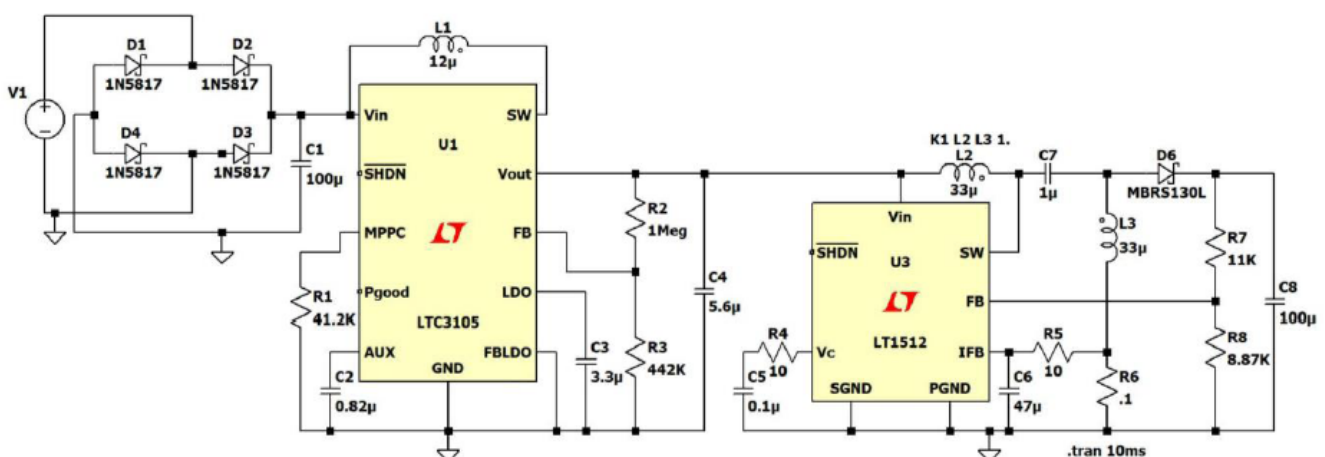 V1
D1
1N5817
D2
1N5817
D4
1N5817
D3
1N5817
C1
100µ
L1
12µ
Vin
SW
U1
SHDN
Vout
MPPC
FB
Pgood
LDO
LTC3105
AUX
FBLDO
GND
R1
41.2K
C2
0.82µ
C3
3.3µ
R2
1Meg
R3
442K
C4
5.6µ
K1 L2 L3 1.
L2
33µ
C7
1µ
D6
MBRS130L
L3
33µ
Vin
SHDN
SW
U3
FB
LT1512
Vc
IFB
SGND
PGND
R4
10
C5
0.1µ
R5
10
C6
47µ
R6
.1
R7
11K
R8
8.87K
C8
100µ
.tran 10ms